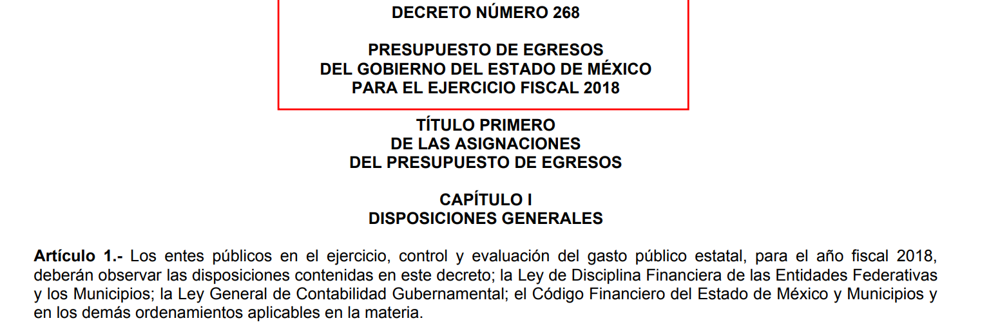 DECRETO NÚMERO 268
PRESUPUESTO DE EGRESOS
DEL GOBIERNO DEL ESTADO DE MÉXICO
PARA EL EJERCICIO FISCAL 2018
TÍTULO PRIMERO
DE LAS ASIGNACIONES
DEL PRESUPUESTO DE EGRESOS
CAPÍTULO I
DISPOSICIONES GENERALES
Artículo 1.- Los entes públicos en el ejercicio, control y evaluación del gasto público estatal, para el año fiscal 2018,
deberán observar las disposiciones contenidas en este decreto; la Ley de Disciplina Financiera de las Entidades Federativas
y los Municipios; la Ley General de Contabilidad Gubernamental; el Código Financiero del Estado de México y Municipios y
en los demás ordenamientos aplicables en la materia.